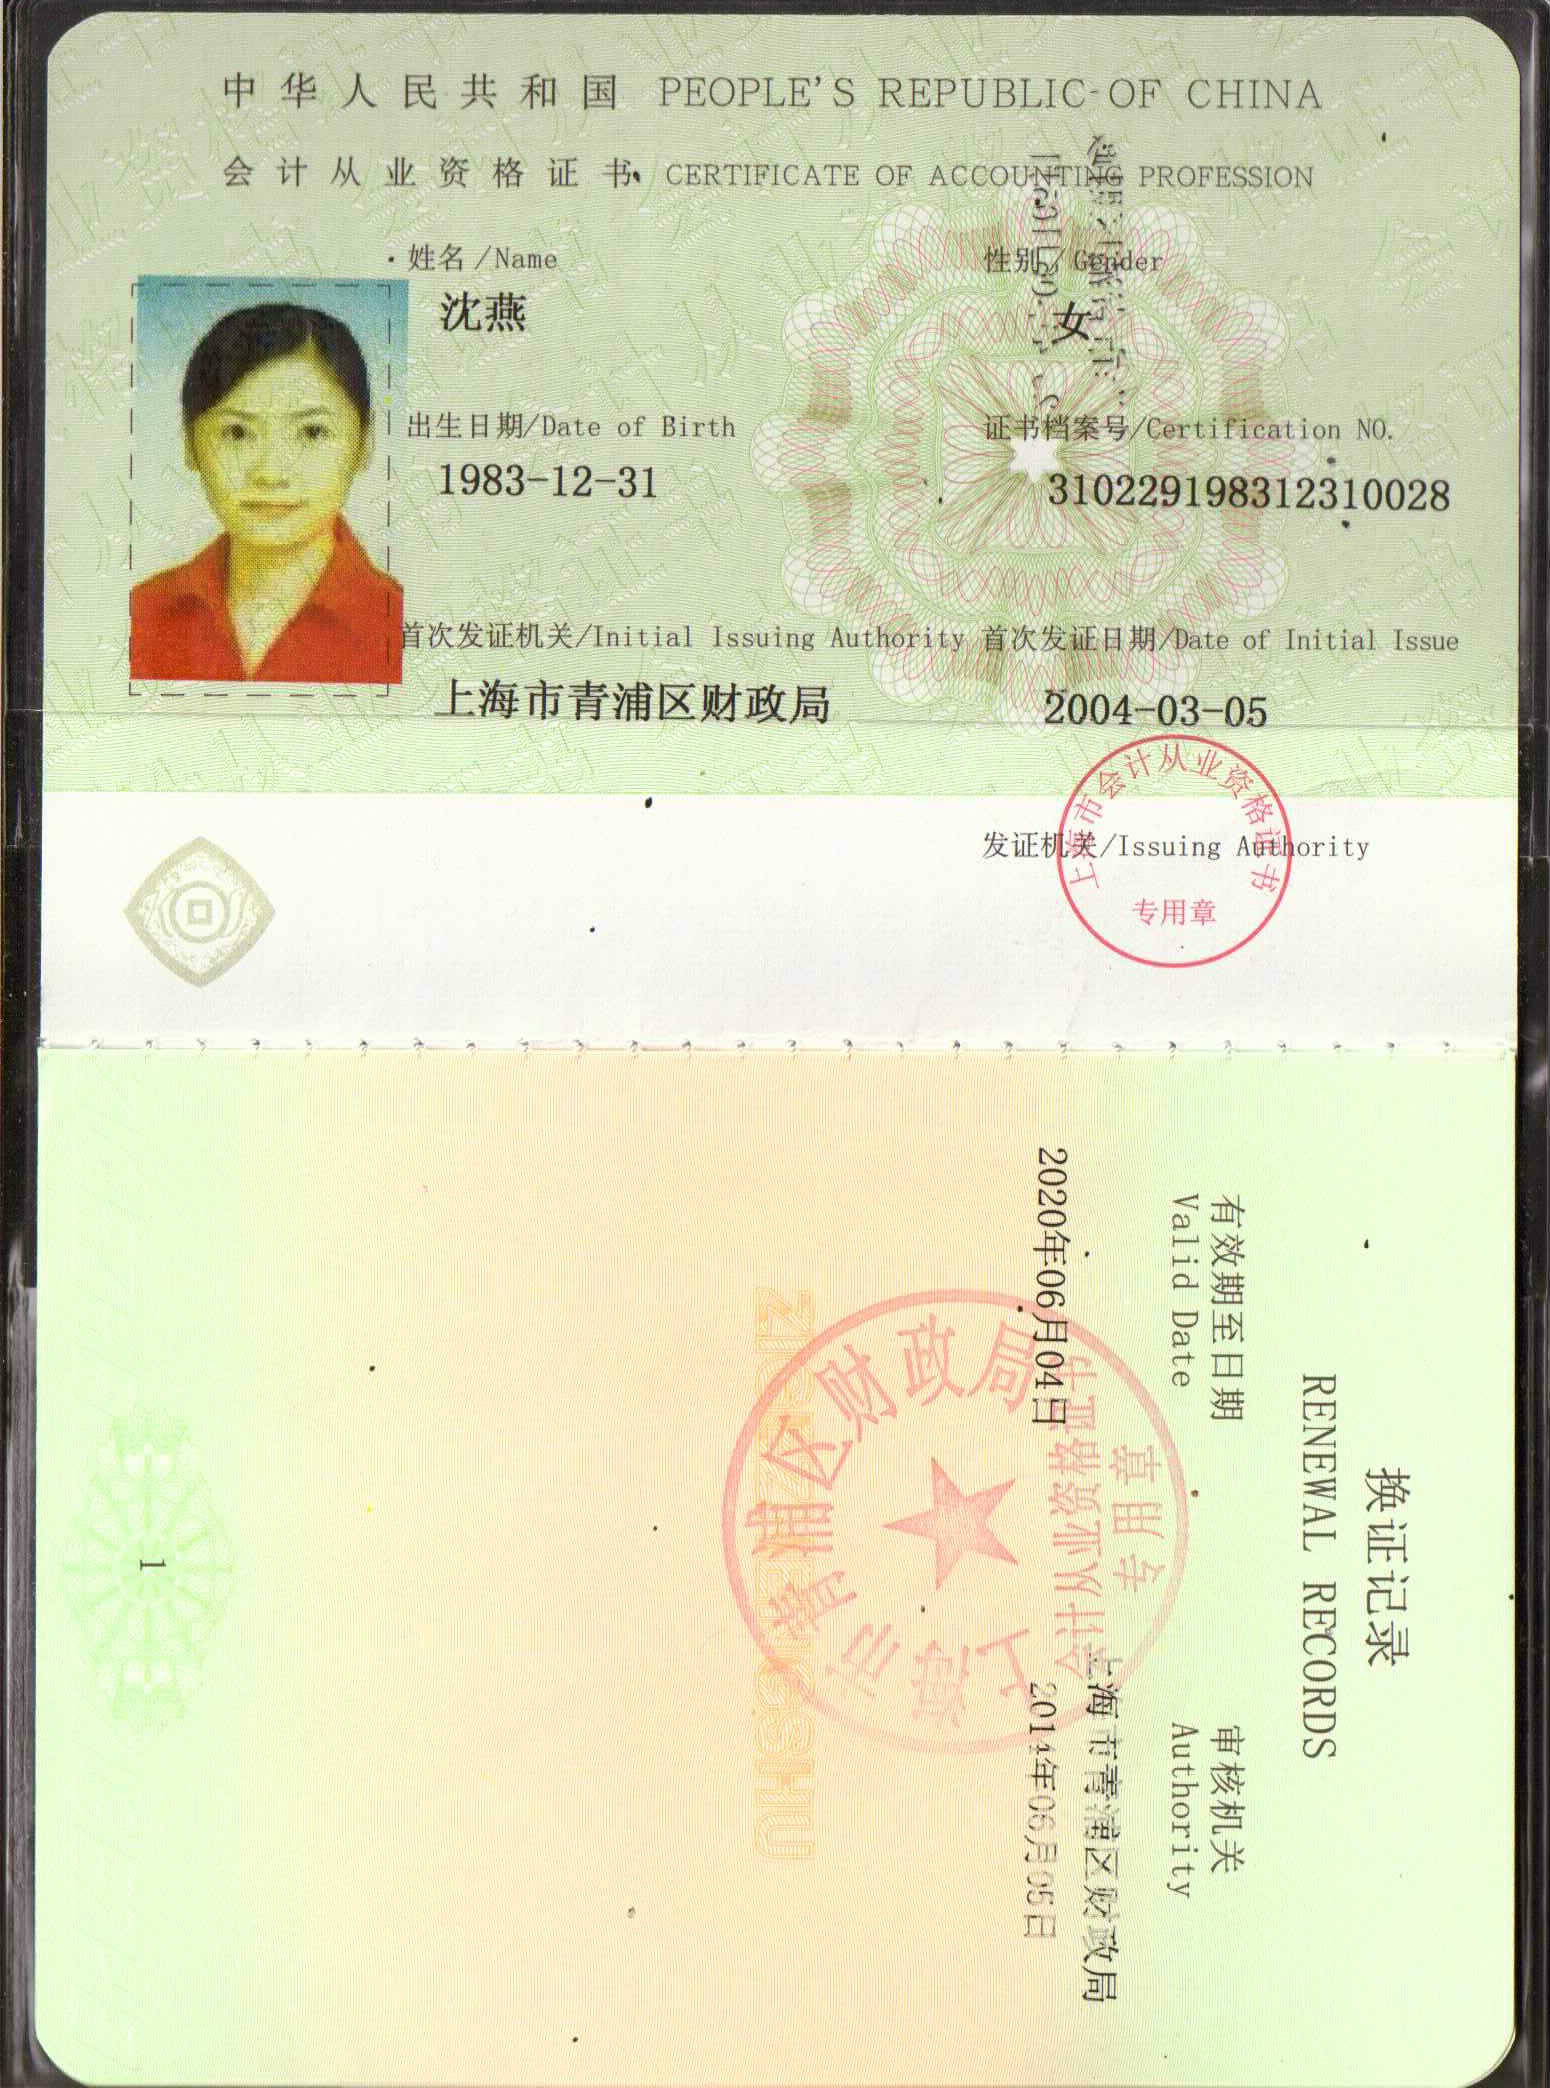 中华人民共和国 PEOPLE'S REPUBLIC OF CHINA
会计从业资格证书 CERTIFICATE OF ACCOUNTING PROFESSION
姓名/Name
沈燕
性别/Gender
女
出生日期/Date of Birth
1983-12-31
证书档案号/Certification NO.
310229198312310028
首次发证机关/Initial Issuing Authority
上海市青浦区财政局
首次发证日期/Date of Initial Issue
2004-03-05
发证机关/Issuing Authority
上海市会计从业资格证书
专用章
换证记录
RENEWAL RECORDS
有效期至日期
Valid Date
审核机关
Authority
2020年06月04日
上海市青浦区财政局
2014年06月05日
上海市青浦区财政局
会计从业资格证书
专用章
1